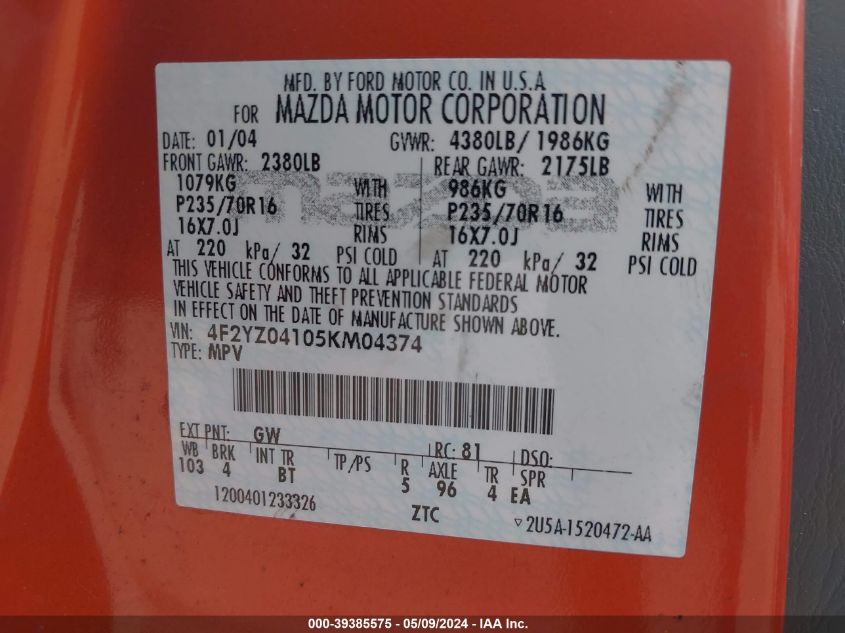 MFD. BY FORD MOTOR CO. IN U.S.A
FOR MAZDA MOTOR CORPORATION
DATE: 01/04 GVWR: 4380LB/ 1986KG
FRONT GAWR: 2380LB REAR GAWR: 2175LB
1079KG WITH 986KG WITH
P235/70R16 TIRES P235/70R16 TIRES
16X7.0J RIMS 16X7.0J RIMS
AT 220 kPa/ 32 PSI COLD AT 220 kPa/ 32 PSI COLD
mazda
THIS VEHICLE CONFORMS TO ALL APPLICABLE FEDERAL MOTOR
VEHICLE SAFETY AND THEFT PREVENTION STANDARDS
IN EFFECT ON THE DATE OF MANUFACTURE SHOWN ABOVE.
VIN: 4F2YZ04105KM04374
TYPE: MPV
EXT PNT: GW RC: 81 DSO:
WB BRK INT TR TP/PS R AXLE TR SPR
103 4 BT 5 96 4 EA
1200401233326 ZTC ▽2U5A-1520472-AA
000-39385575 - 05/09/2024 - IAA Inc.